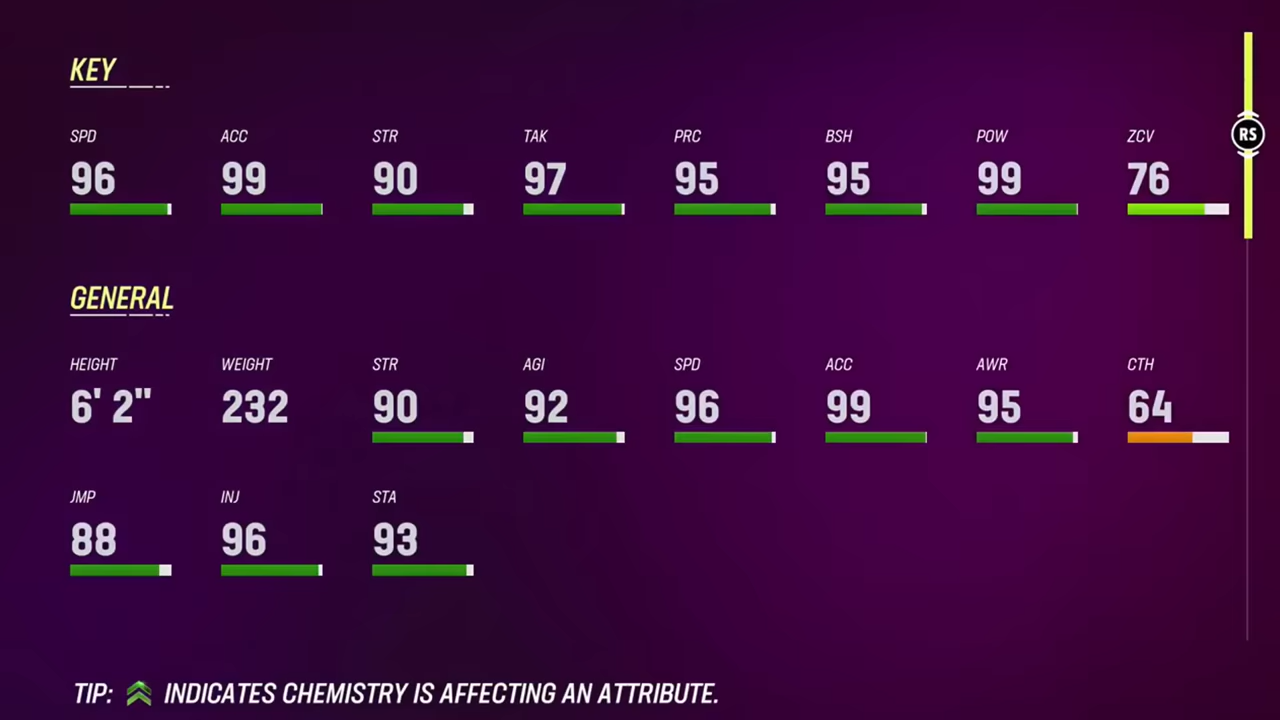 KEY
SPD ACC STR TAK PRC BSH POW ZCV
96 99 90 97 95 95 99 76
RS
GENERAL
HEIGHT WEIGHT STR AGI SPD ACC AWR CTH
6' 2" 232 90 92 96 99 95 64
JMP INJ STA
88 96 93
TIP: INDICATES CHEMISTRY IS AFFECTING AN ATTRIBUTE.